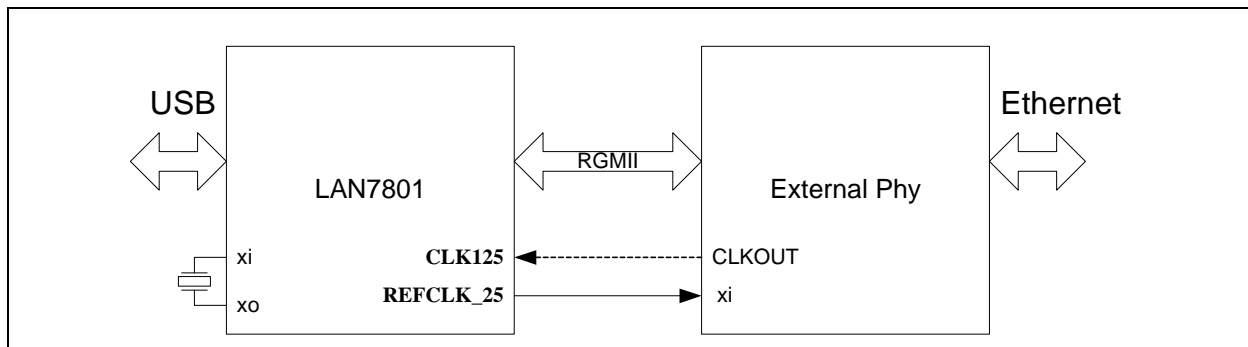 USB
Ethernet
RGMII
LAN7801
External Phy
xi
CLK125
CLKOUT
xo
REFCLK_25
xi